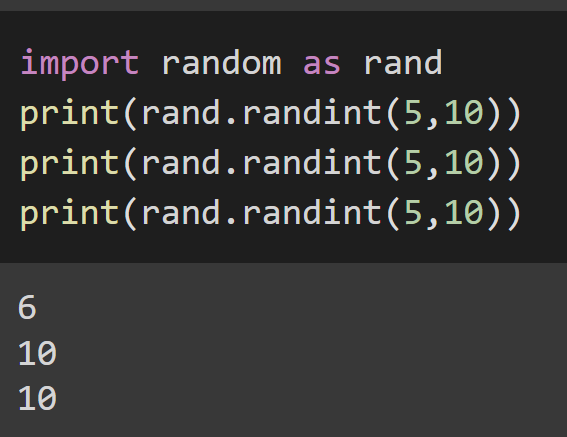 import random as rand
print(rand.randint(5,10))
print(rand.randint(5,10))
print(rand.randint(5,10))
6
10
10